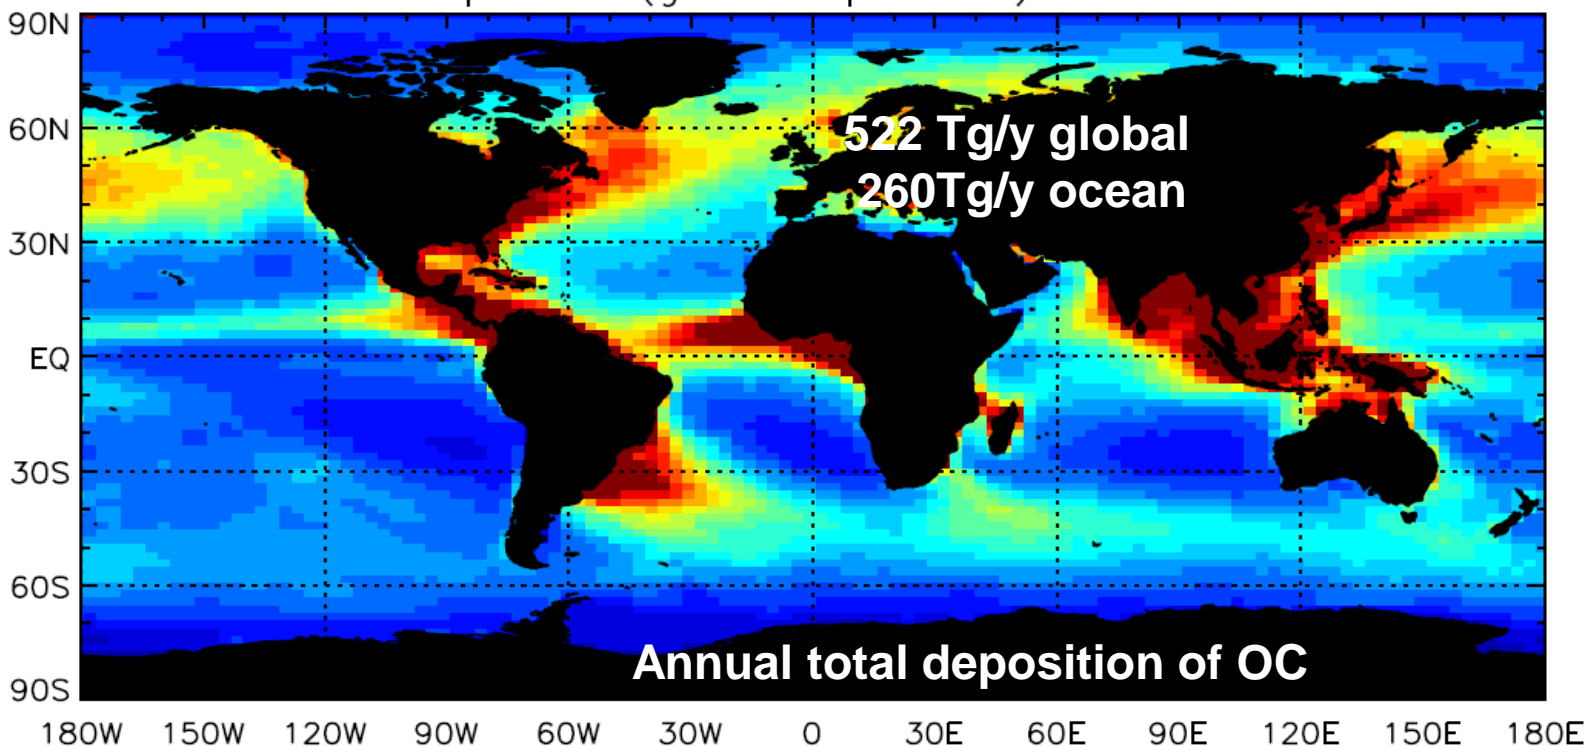 90N
60N
522 Tg/y global
260Tg/y ocean
30N
EQ
30S
60S
Annual total deposition of OC
90S
180W 150W 120W 90W 60W 30W 0 30E 60E 90E 120E 150E 180E